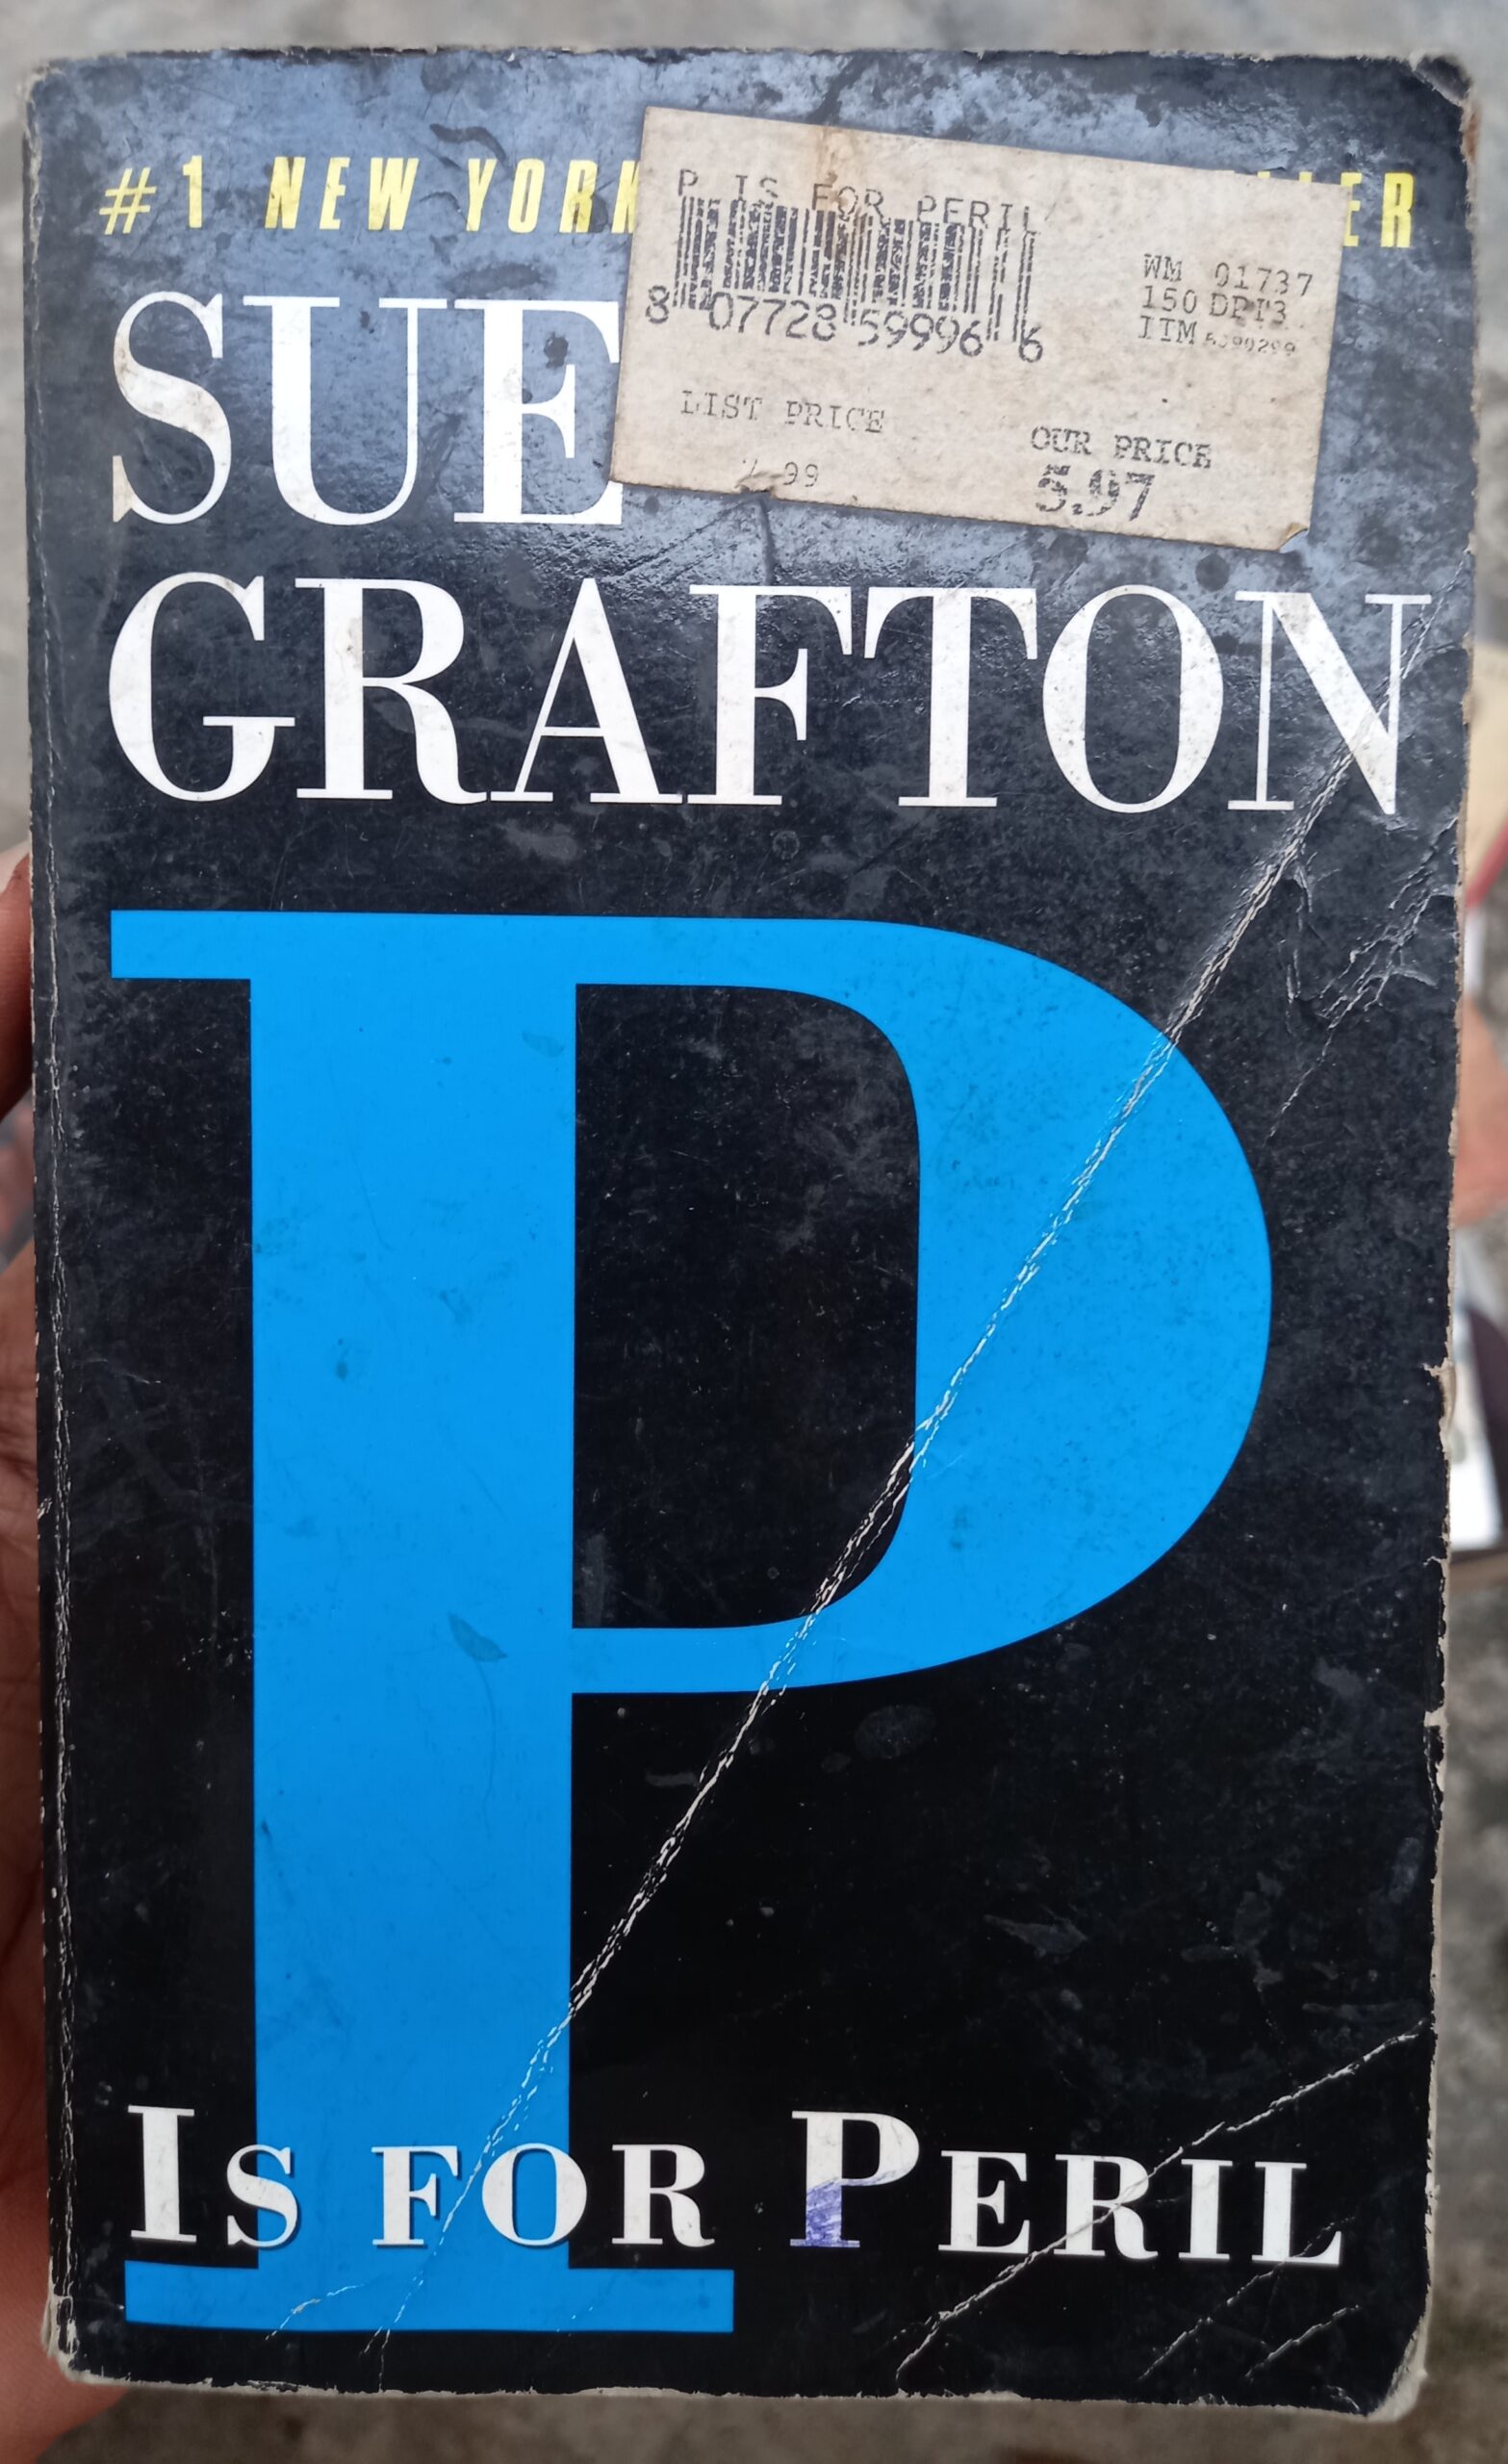 #1 NEW YORK
P IS FOR PERIL
8 07728 59996 6
WM 01737
150 DPT3
ITM
LIST PRICE
OUR PRICE
5.97
SUE
GRAFTON
P
IS FOR PERIL